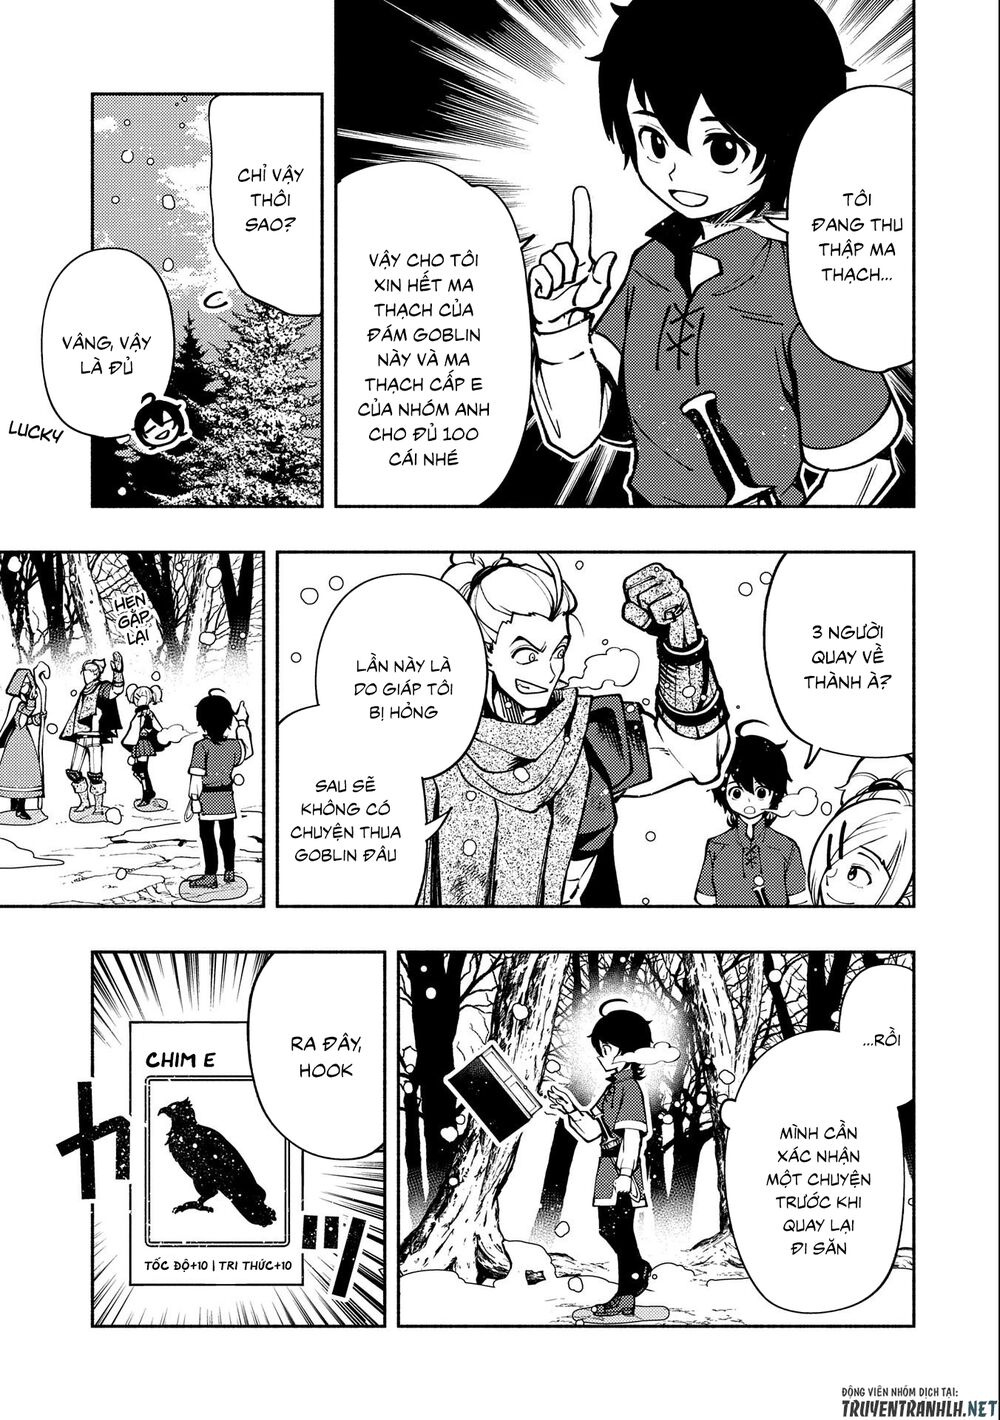 TÔI
ĐANG THU
THẬP MA
THẠCH...
VẬY CHO TÔI
XIN HẾT MA
THẠCH CỦA
ĐÁM GOBLIN
NÀY VÀ MA
THẠCH CẤP E
CỦA NHÓM ANH
CHO ĐỦ 100
CÁI NHÉ
CHỈ VẬY
THÔI
SAO?
VÂNG, VẬY
LÀ ĐỦ
LUCKY
3 NGƯỜI
QUAY VỀ
THÀNH À?
LẦN NÀY LÀ
DO GIÁP TÔI
BỊ HỎNG
SAU SẼ
KHÔNG CÓ
CHUYỆN THUA
GOBLIN ĐÂU
HẸN
GẶP
LẠI
...RỒI
MÌNH CẦN
XÁC NHẬN
MỘT CHUYỆN
TRƯỚC KHI
QUAY LẠI
ĐI SĂN
RA ĐÂY,
HOOK
CHIM E
TỐC ĐỘ+10 | TRI THỨC+10
カッ
ĐỘNG VIÊN NHÓM DỊCH TẠI:
TRUYENTRANHLH.NET